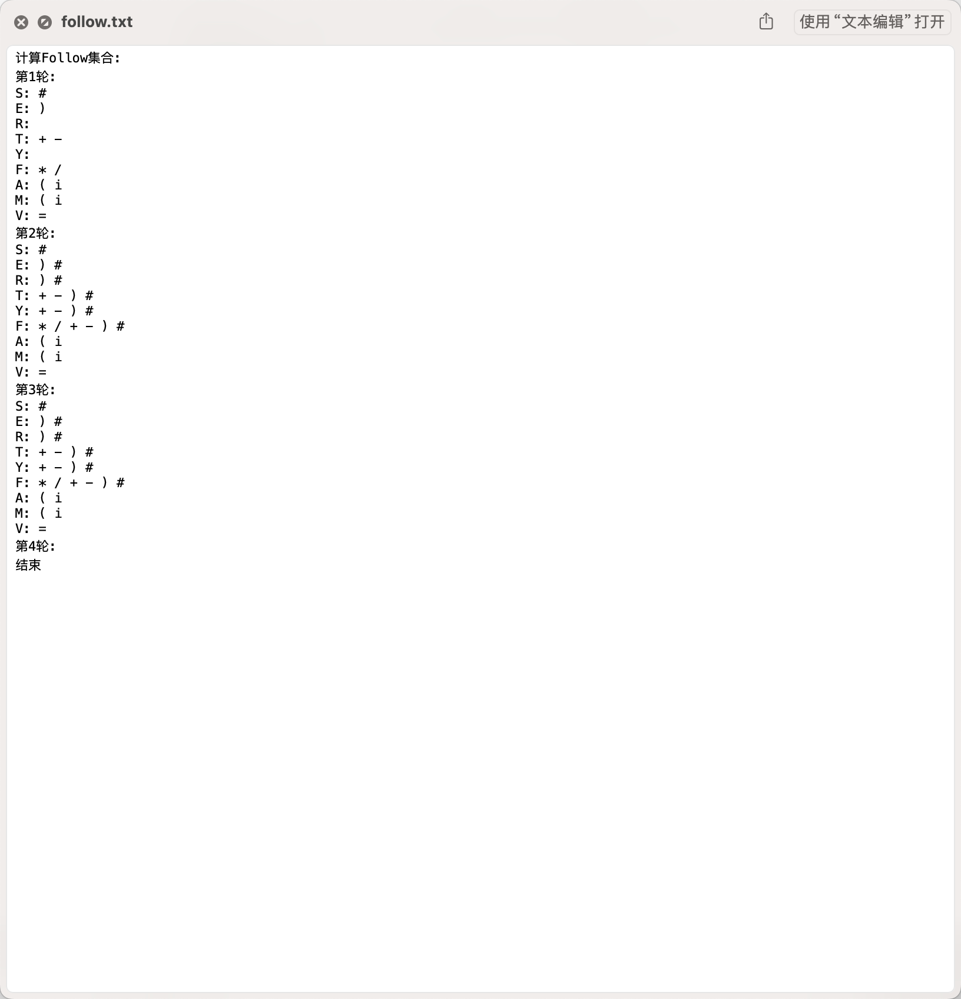 follow.txt
使用“文本编辑”打开
计算Follow集合:
第1轮:
S: #
E: )
R:
T: + -
Y:
F: * /
A: ( i
M: ( i
V: =
第2轮:
S: #
E: ) #
R: ) #
T: + - ) #
Y: + - ) #
F: * / + - ) #
A: ( i
M: ( i
V: =
第3轮:
S: #
E: ) #
R: ) #
T: + - ) #
Y: + - ) #
F: * / + - ) #
A: ( i
M: ( i
V: =
第4轮:
结束